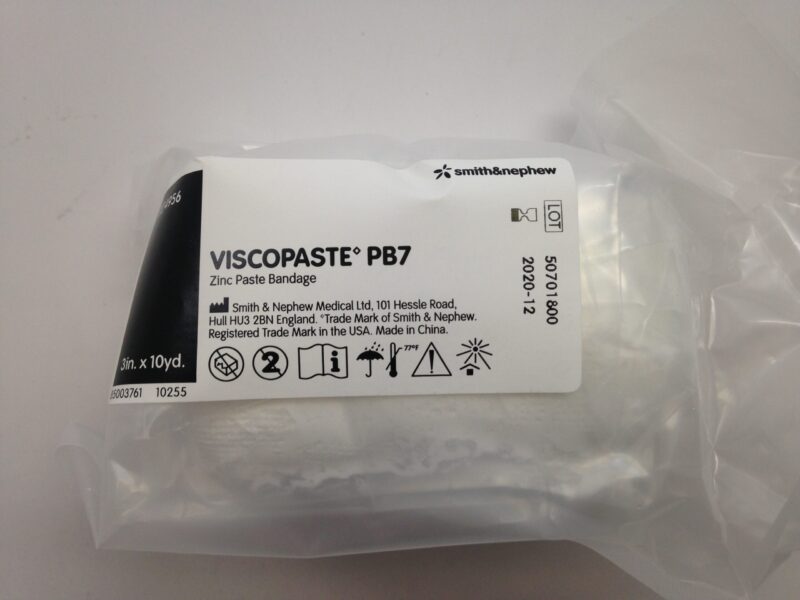 smith&nephew
LOT
50701800
2020-12
VISCOPASTE◊ PB7
Zinc Paste Bandage
Smith & Nephew Medical Ltd, 101 Hessle Road,
Hull HU3 2BN England. ◊Trade Mark of Smith & Nephew.
Registered Trade Mark in the USA. Made in China.
2
i
77°F
3in. x 10yd.
10255